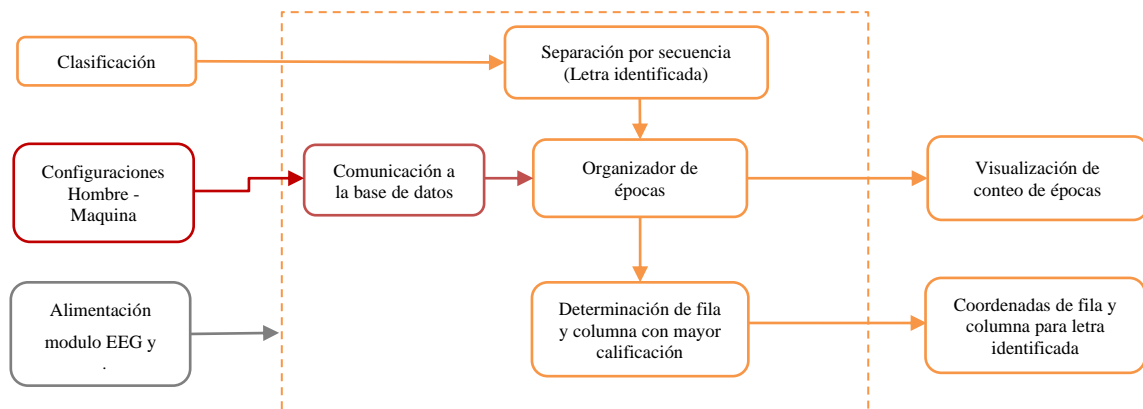 Clasificación
Separación por secuencia
(Letra identificada)
Configuraciones
Hombre -
Maquina
Comunicación a
la base de datos
Organizador de
épocas
Visualización de
conteo de épocas
Alimentación
modulo EEG y
.
Determinación de fila
y columna con mayor
calificación
Coordenadas de fila y
columna para letra
identificada